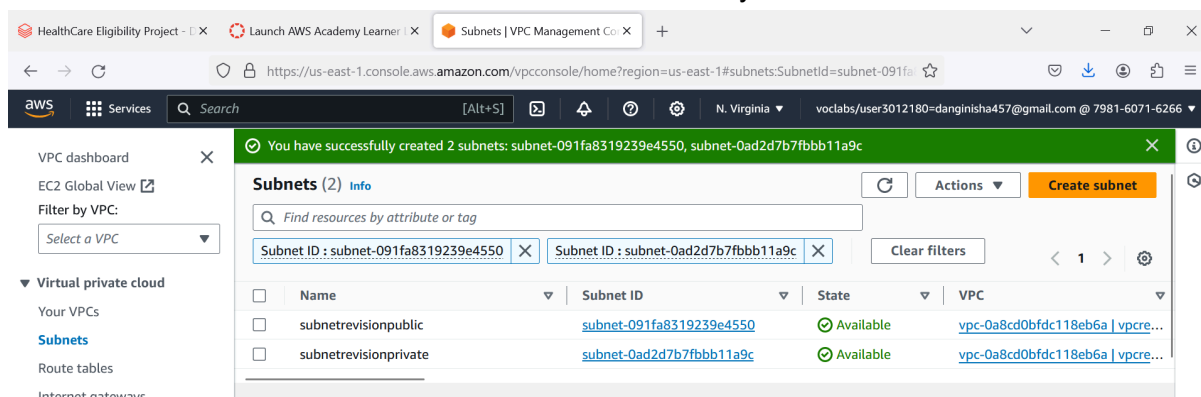 HealthCare Eligibility Project - D
Launch AWS Academy Learner L
Subnets | VPC Management Co
https://us-east-1.console.aws.amazon.com/vpcconsole/home?region=us-east-1#subnets:SubnetId=subnet-091fa
aws Services Search [Alt+S] N. Virginia voclabs/user3012180=danginisha457@gmail.com @ 7981-6071-6266
VPC dashboard
EC2 Global View
Filter by VPC:
Select a VPC
Virtual private cloud
Your VPCs
Subnets
Route tables
Internet gateways
You have successfully created 2 subnets: subnet-091fa8319239e4550, subnet-0ad2d7b7fbbb11a9c
Subnets (2) Info
Actions
Create subnet
Find resources by attribute or tag
Subnet ID : subnet-091fa8319239e4550
Subnet ID : subnet-0ad2d7b7fbbb11a9c
Clear filters
1
Name Subnet ID State VPC
subnetrevisionpublic subnet-091fa8319239e4550 Available vpc-0a8cd0bfdc118eb6a | vpcre...
subnetrevisionprivate subnet-0ad2d7b7fbbb11a9c Available vpc-0a8cd0bfdc118eb6a | vpcre...